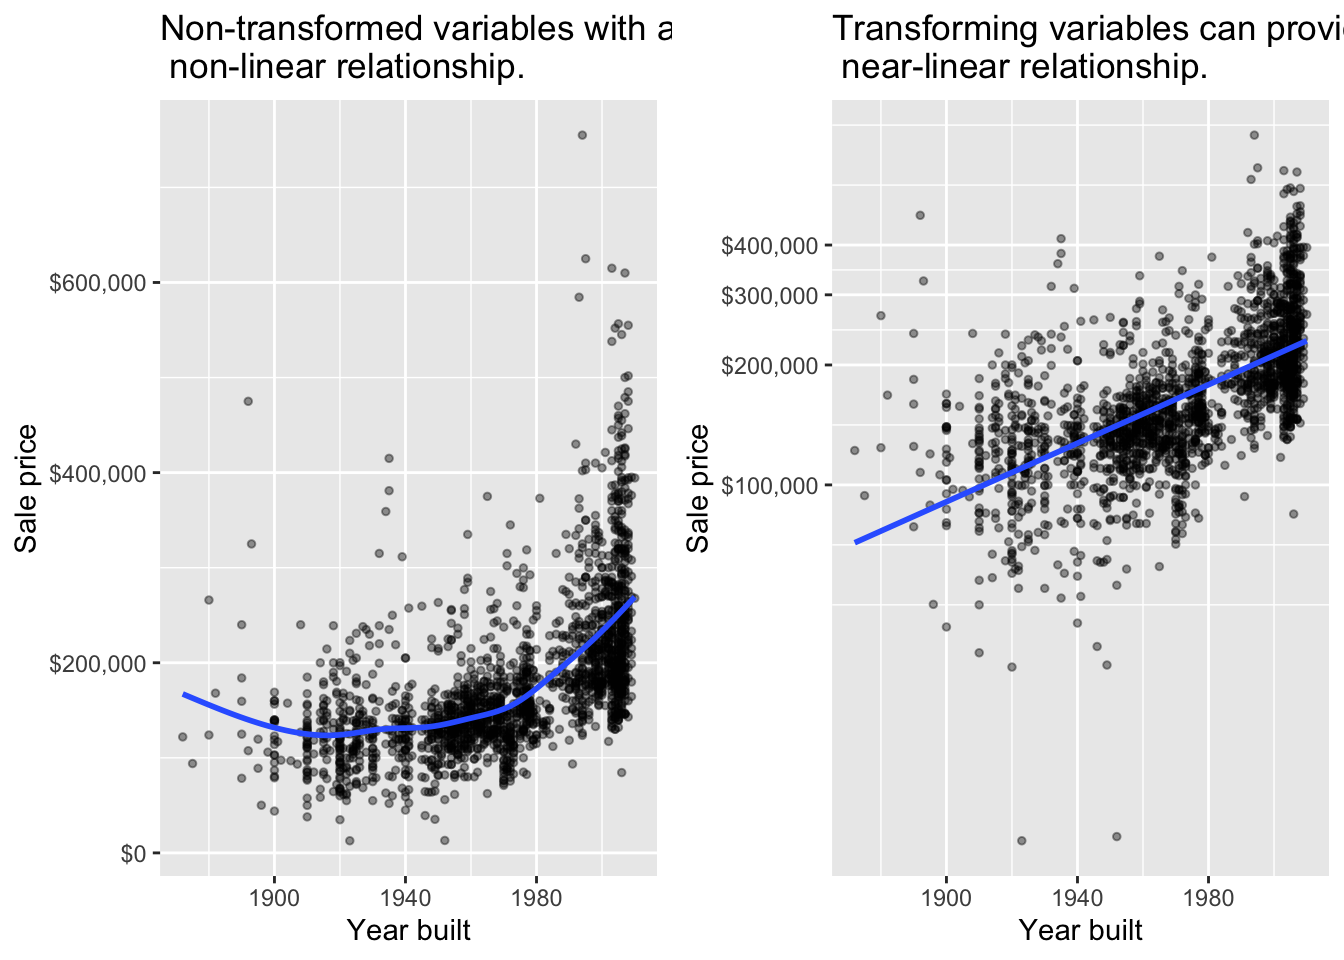 Non-transformed variables with a
non-linear relationship.
Sale price
$600,000
$400,000
$200,000
$0
1900 1940 1980
Year built
Transforming variables can
near-linear relationship.
Sale price
$400,000
$300,000
$200,000
$100,000
1900 1940 1980
Year built